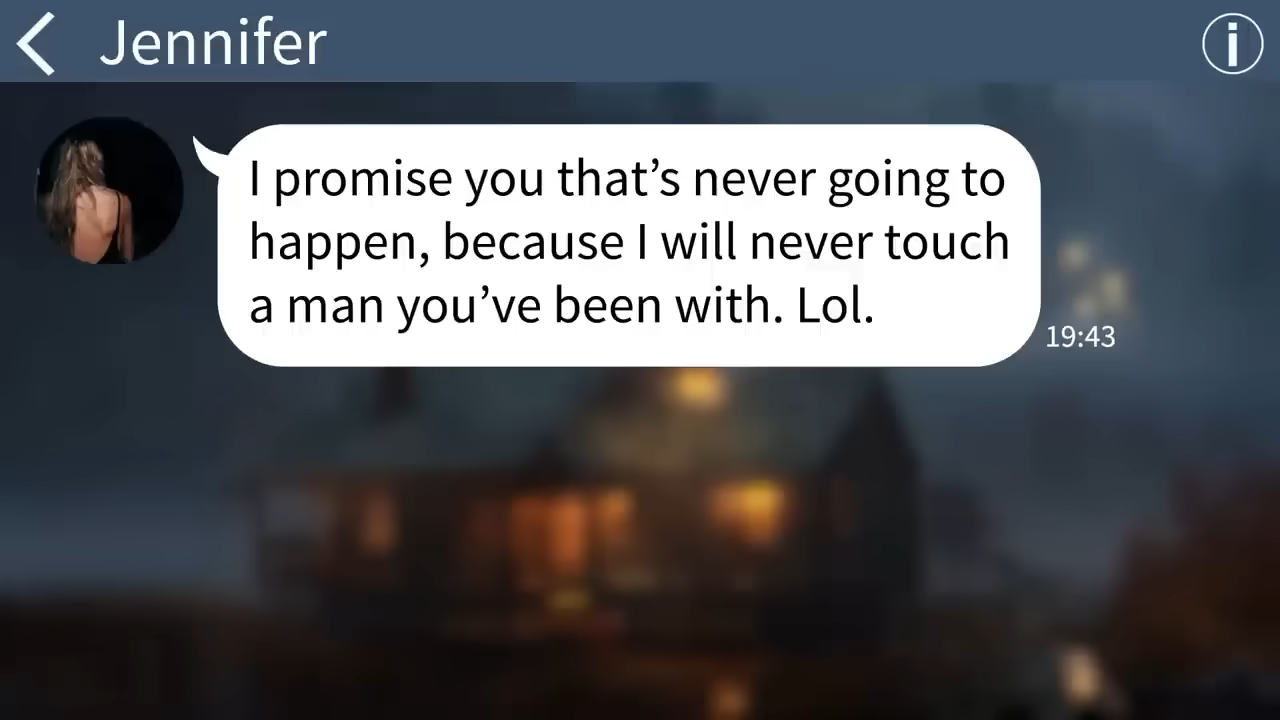 Jennifer
i
I promise you that’s never going to
happen, because I will never touch
a man you’ve been with. Lol.
19:43